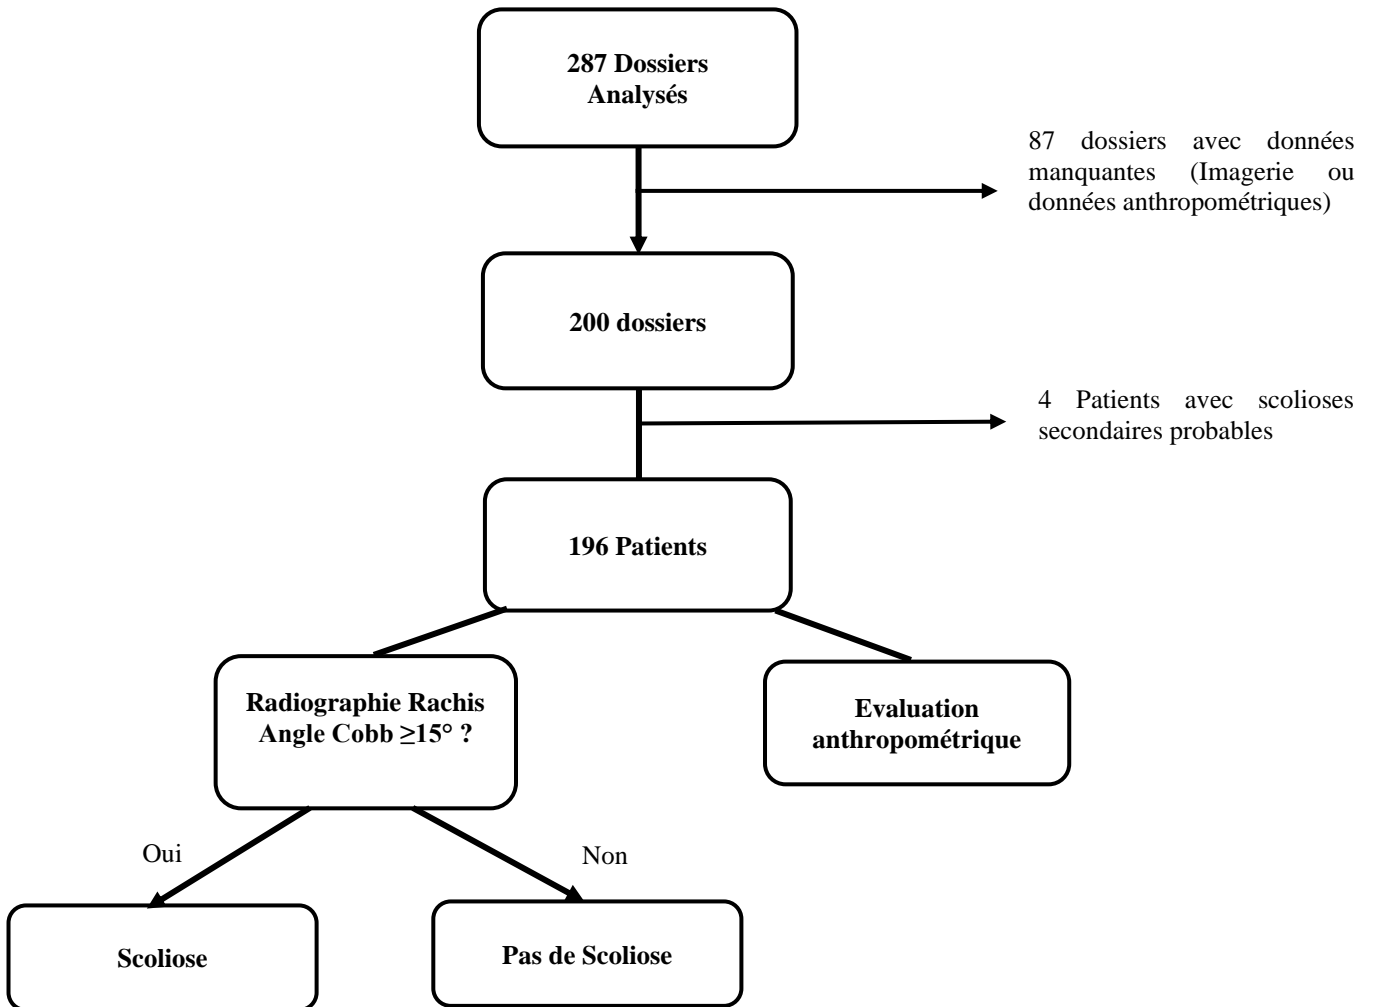 287 Dossiers
Analysés
87 dossiers avec données
manquantes (Imagerie ou
données anthropométriques)
200 dossiers
4 Patients avec scolioses
secondaires probables
196 Patients
Radiographie Rachis
Angle Cobb ≥15° ?
Evaluation
anthropométrique
Oui
Non
Scoliose
Pas de Scoliose